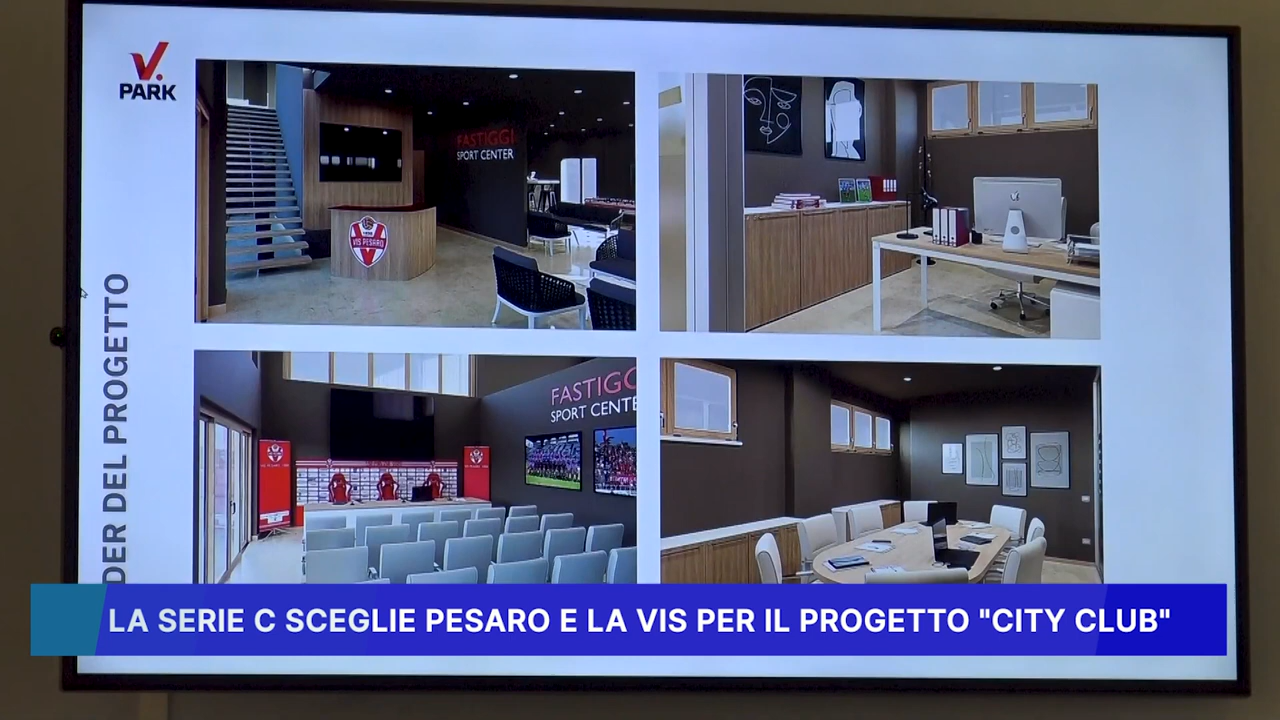 V.
PARK
DER DEL PROGETTO
FASTIGGI
SPORT CENTER
VIS PESARO
FASTIGG
SPORT CENTE
LA SERIE C SCEGLIE PESARO E LA VIS PER IL PROGETTO "CITY CLUB"